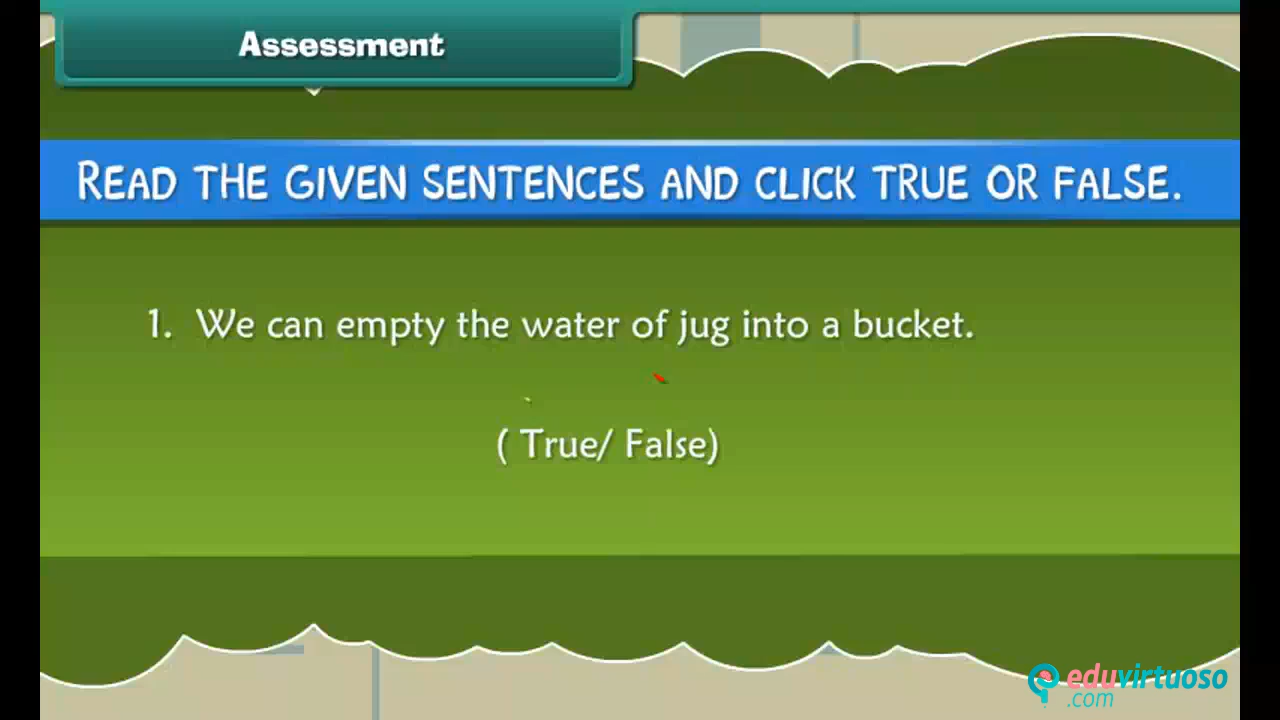 Assessment
READ THE GIVEN SENTENCES AND CLICK TRUE OR FALSE.
1. We can empty the water of jug into a bucket.
( True/ False)
eduvirtuoso
.com